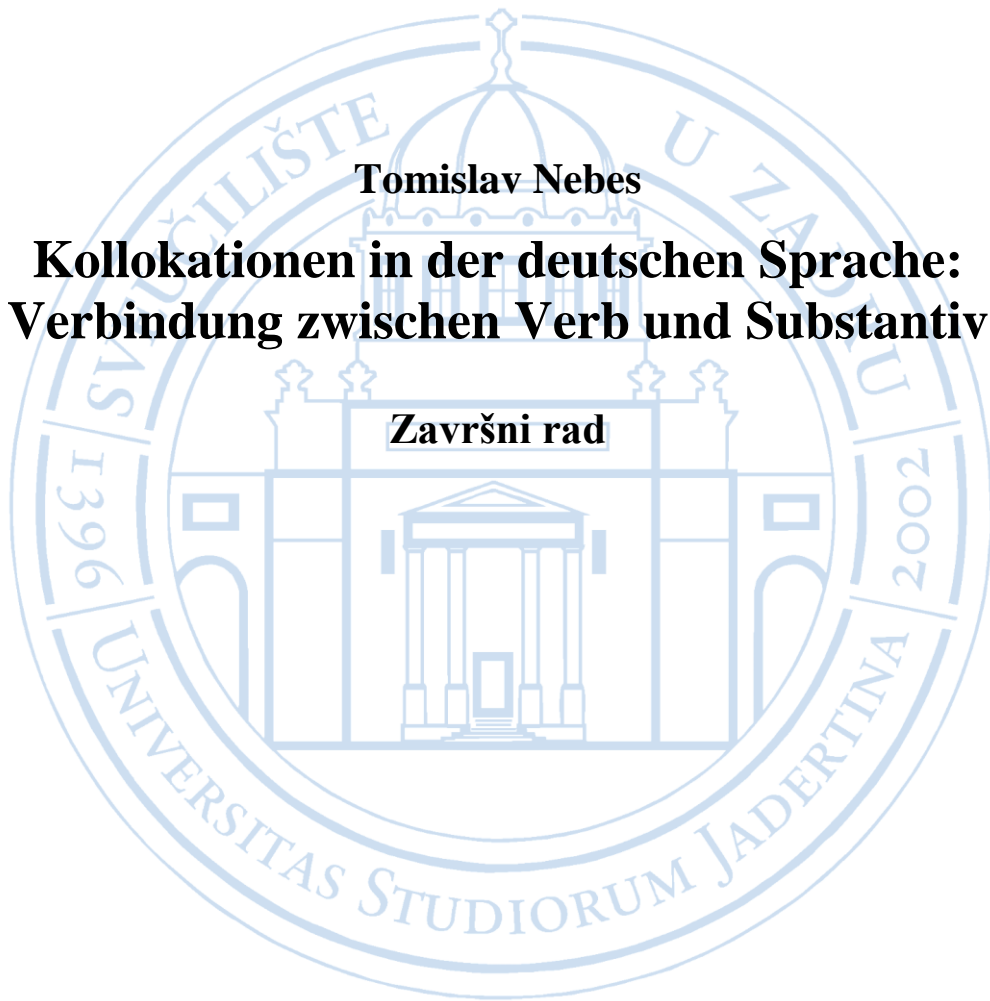 Tomislav Nebes
Kollokationen in der deutschen Sprache:
Verbindung zwischen Verb und Substantiv
Završni rad
SVEUČILIŠTE U ZADRU
1396
2002
UNIVERSITAS STUDIORUM JADERTINA